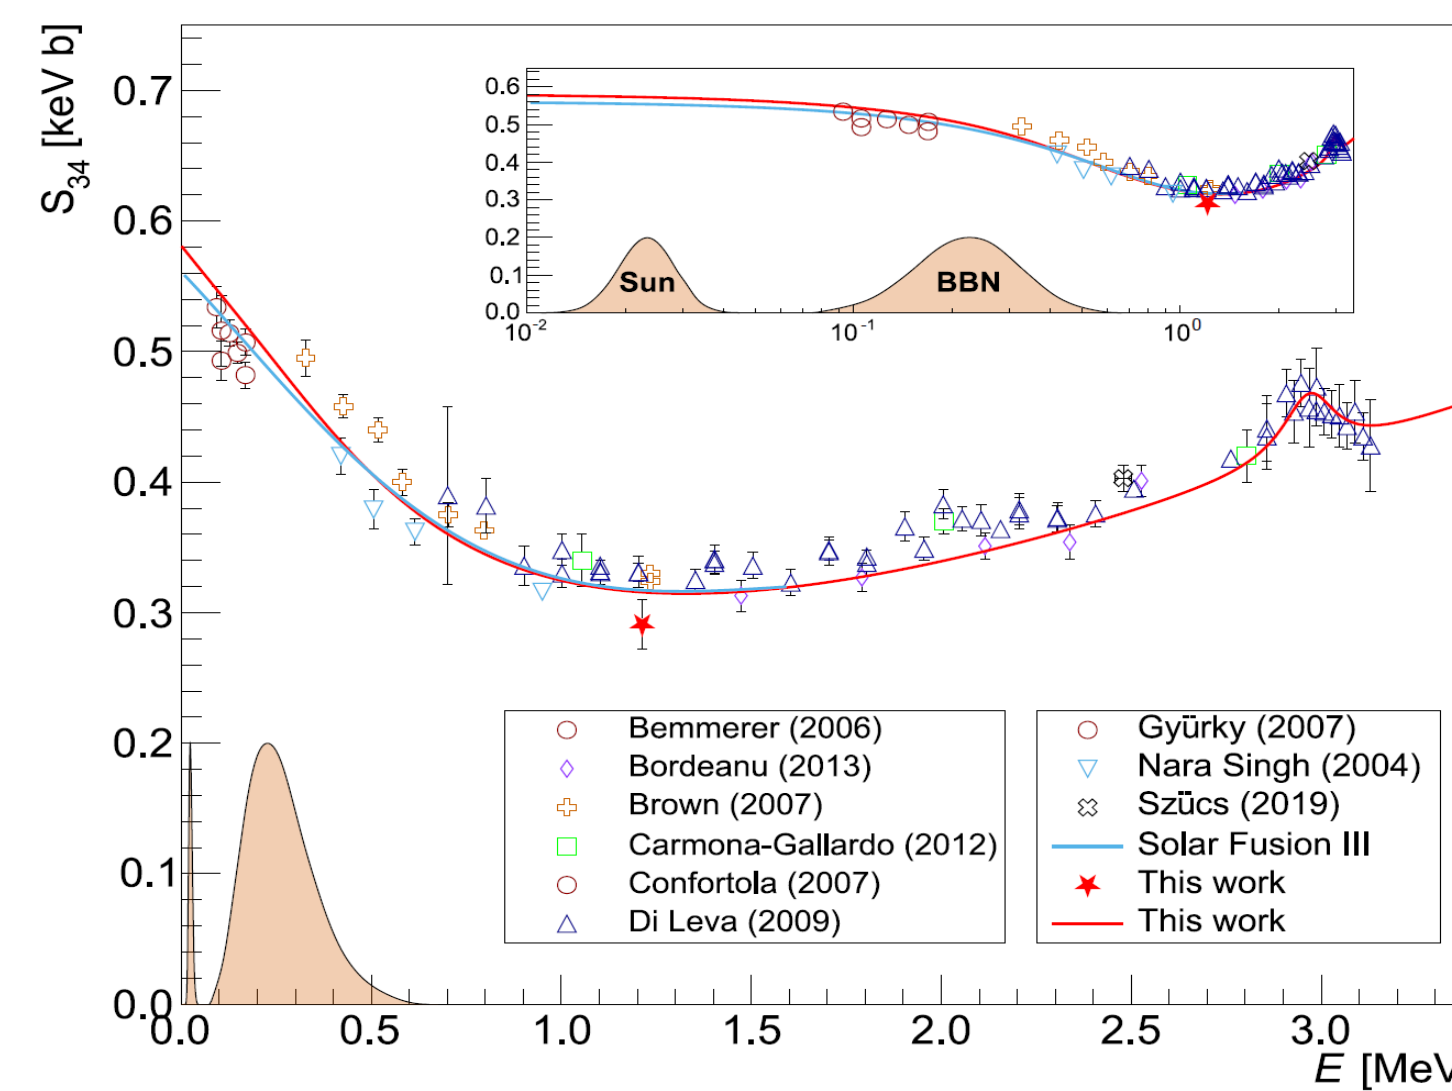 S34 [keV b]
0.7
0.6
0.5
0.4
0.3
0.2
0.1
0.0
0.6
0.5
0.4
0.3
0.2
0.1
0.0
Sun
BBN
10-2
10-1
100
Bemmerer (2006)
Bordeanu (2013)
Brown (2007)
Carmona-Gallardo (2012)
Confortola (2007)
Di Leva (2009)
Gyürky (2007)
Nara Singh (2004)
Szücs (2019)
Solar Fusion III
This work
This work
0.0
0.5
1.0
1.5
2.0
2.5
3.0
E [MeV